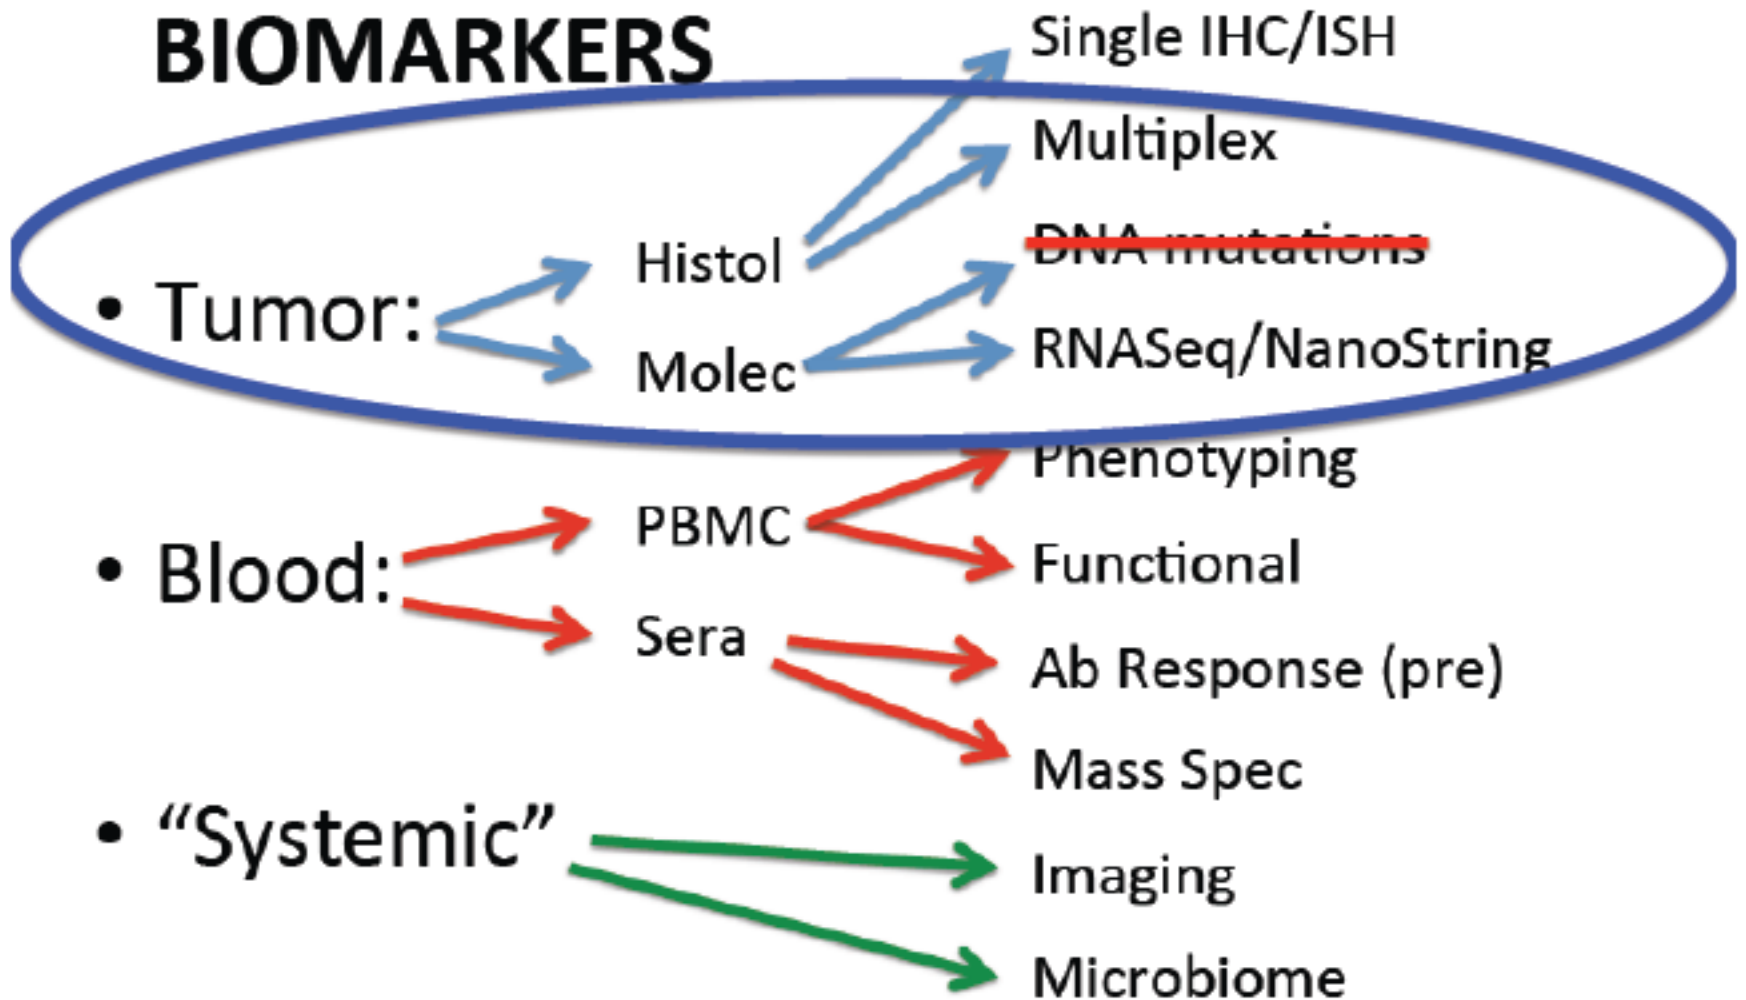 BIOMARKERS
Single IHC/ISH
Multiplex
DNA mutations
Histol
• Tumor:
RNASeq/NanoString
Molec
Phenotyping
PBMC
Functional
• Blood:
Sera
Ab Response (pre)
Mass Spec
• “Systemic”
Imaging
Microbiome